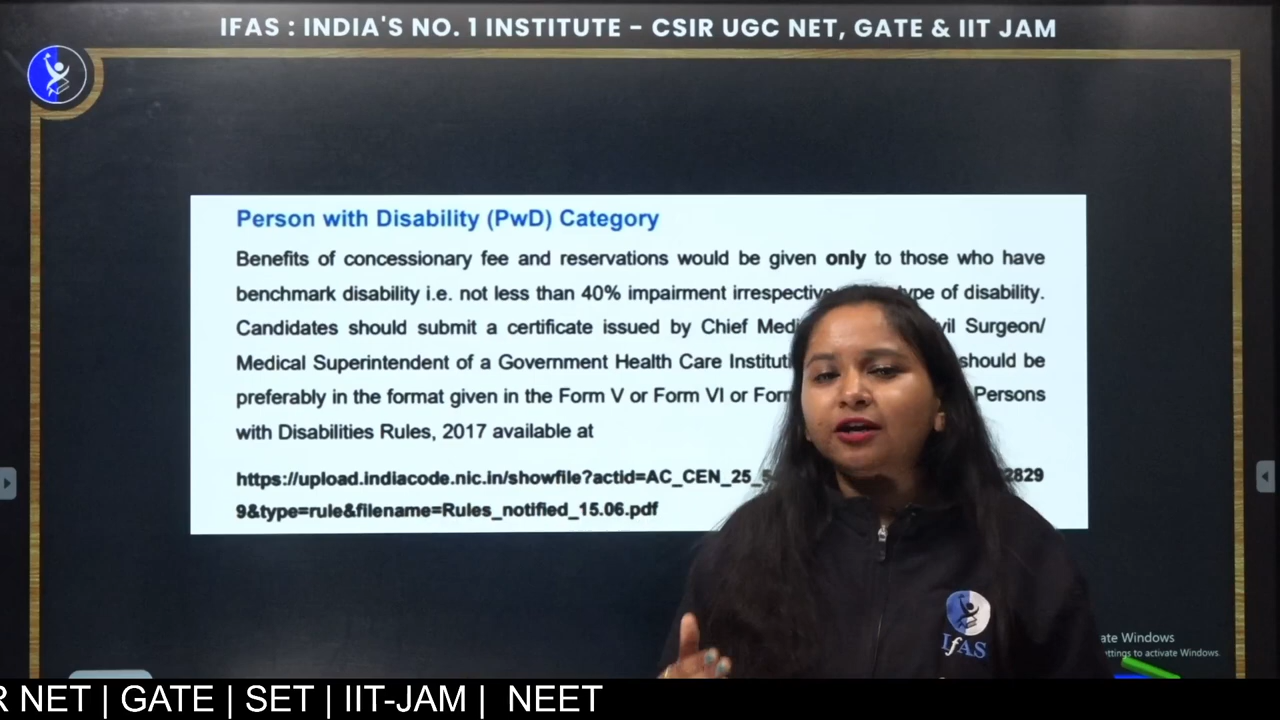 IFAS : INDIA'S NO. 1 INSTITUTE – CSIR UGC NET, GATE & IIT JAM
Person with Disability (PwD) Category
Benefits of concessionary fee and reservations would be given only to those who have
benchmark disability i.e. not less than 40% impairment irrespective type of disability.
Candidates should submit a certificate issued by Chief Surgeon/
Medical Superintendent of a Government Health Care should be
preferably in the format given in the Form V or Form VI or Persons
with Disabilities Rules, 2017 available at
https://upload.indiacode.nic.in/showfile?actid=AC_CEN_25_ 2829
9&type=rule&filename=Rules_notified_15.06.pdf
IfAS
Windows
to activate Windows.
NET | GATE | SET | IIT-JAM | NEET